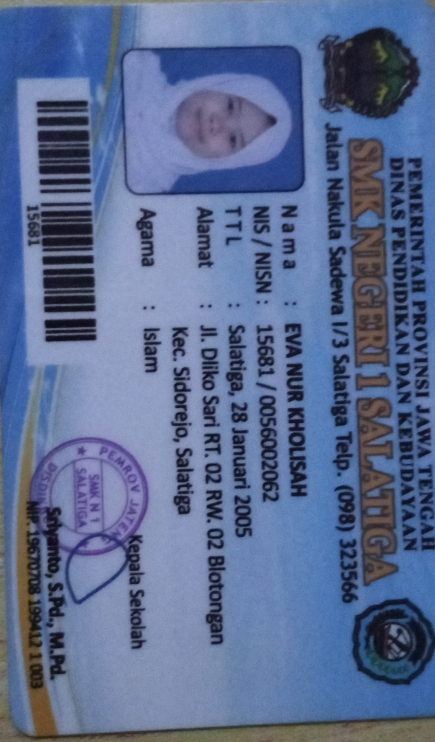 PEMERINTAH PROVINSI JAWA TENGAH
DINAS PENDIDIKAN DAN KEBUDAYAAN
SMK NEGERI 1 SALATIGA
Jalan Nakula Sadewa I/3 Salatiga Telp. (098) 323566
Nama : EVA NUR KHOLISAH
NIS / NISN : 15681 / 0056002062
TTL : Salatiga, 28 Januari 2005
Alamat : Jl. Dliko Sari RT. 02 RW. 02 Blotongan
Kec. Sidorejo, Salatiga
Agama : Islam
15681
Kepala Sekolah
PEMROV JATENG
SMK N 1
SALATIGA
Sriyanto, S.Pd., M.Pd.
NIP. 19670708 199412 1 003